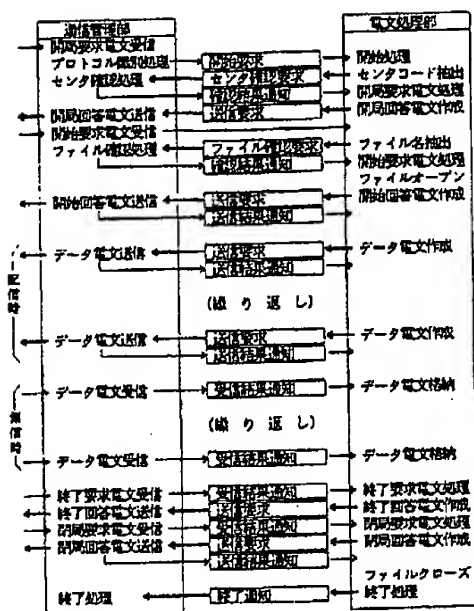 通信管理部 電文処理部
開局要求電文受信
プロトコル識別処理 開始要求 開始処理
センタ確認処理 センタ確認要求 センタコード抽出
確認結果通知 開局要求電文処理
開局回答電文送信 送信要求 開局回答電文作成
開始要求電文受信
ファイル確認処理 ファイル確認要求 ファイル名抽出
確認結果通知 開始要求電文処理
ファイルオープン
開始回答電文送信 送信要求 開始回答電文作成
送信結果通知
データ電文送信 送信要求 データ電文作成
送信結果通知
配信時
(繰り返し)
データ電文送信 送信要求 データ電文作成
送信結果通知
データ電文受信 受信結果通知 データ電文格納
集信時
(繰り返し)
データ電文受信 受信結果通知 データ電文格納
終了要求電文受信 受信結果通知 終了要求電文処理
終了回答電文送信 送信要求 終了回答電文作成
閉局要求電文受信 受信結果通知 閉局要求電文処理
閉局回答電文送信 送信要求 閉局回答電文作成
送信結果通知
ファイルクローズ
終了処理 終了通知 終了処理